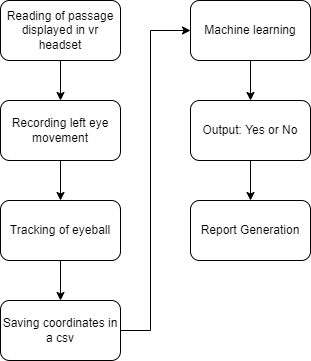 Reading of passage
displayed in vr
headset
Recording left eye
movement
Tracking of eyeball
Saving coordinates in
a csv
Machine learning
Output: Yes or No
Report Generation